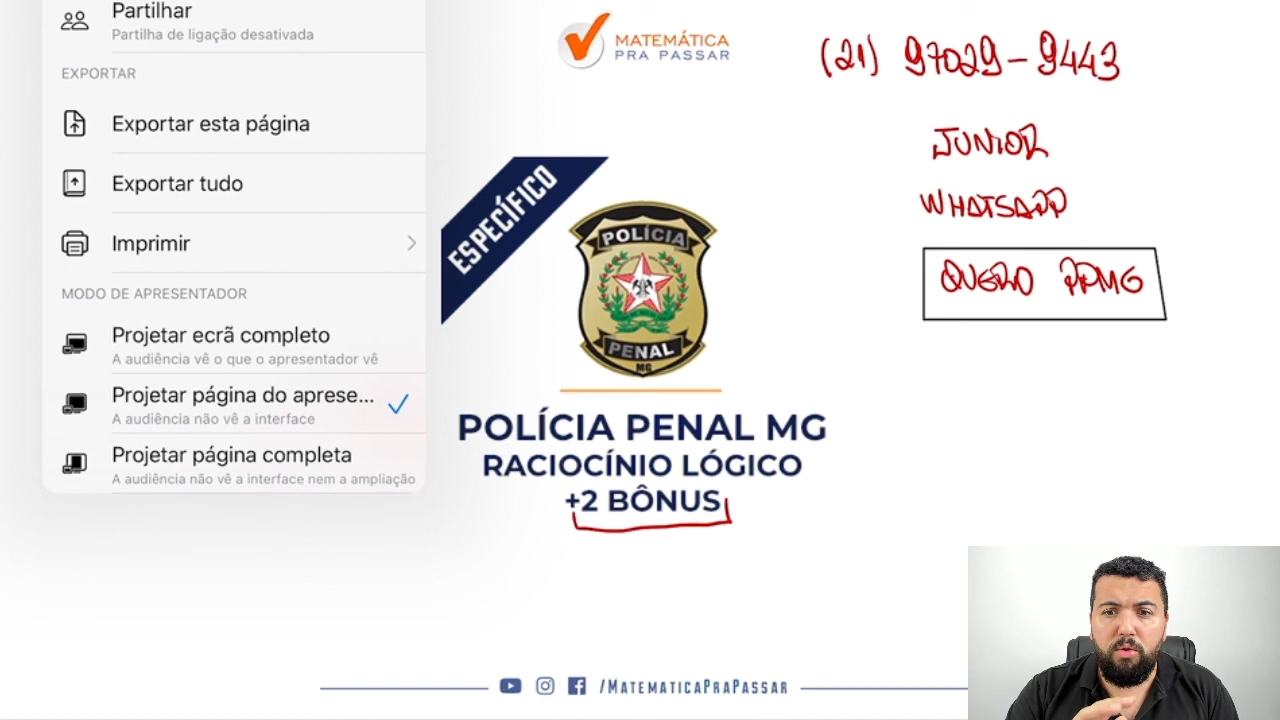 Partilhar
Partilha de ligação desativada
EXPORTAR
Exportar esta página
Exportar tudo
Imprimir
MODO DE APRESENTADOR
Projetar ecrã completo
A audiência vê o que o apresentador vê
Projetar página do aprese...
A audiência não vê a interface
Projetar página completa
A audiência não vê a interface nem a ampliação
MATEMÁTICA
PRA PASSAR
ESPECÍFICO
POLÍCIA
PENAL
MG
POLÍCIA PENAL MG
RACIOCÍNIO LÓGICO
+2 BÔNUS
(21) 97029-9443
JUNIOR
WHATSAPP
QUERO PPMG
/MATEMATICAPRAPASSAR